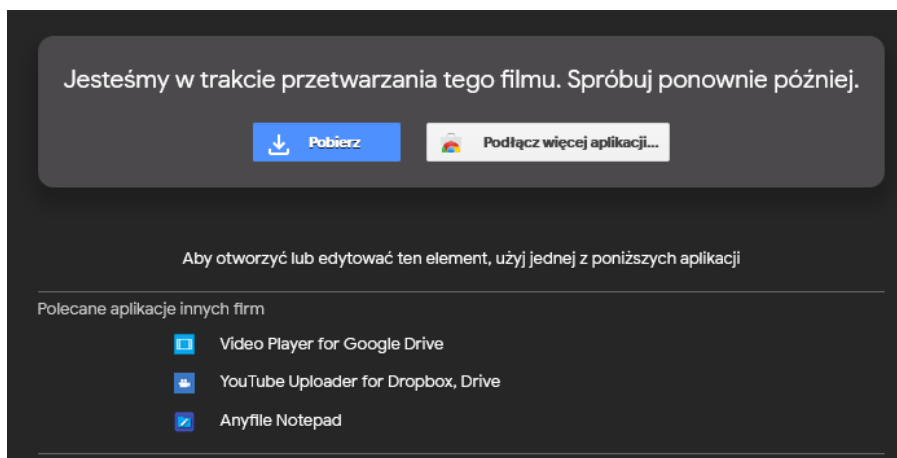 Jesteśmy w trakcie przetwarzania tego filmu. Spróbuj ponownie później.
Pobierz
Podłącz więcej aplikacji...
Aby otworzyć lub edytować ten element, użyj jednej z poniższych aplikacji
Polecane aplikacje innych firm
Video Player for Google Drive
YouTube Uploader for Dropbox, Drive
Anyfile Notepad